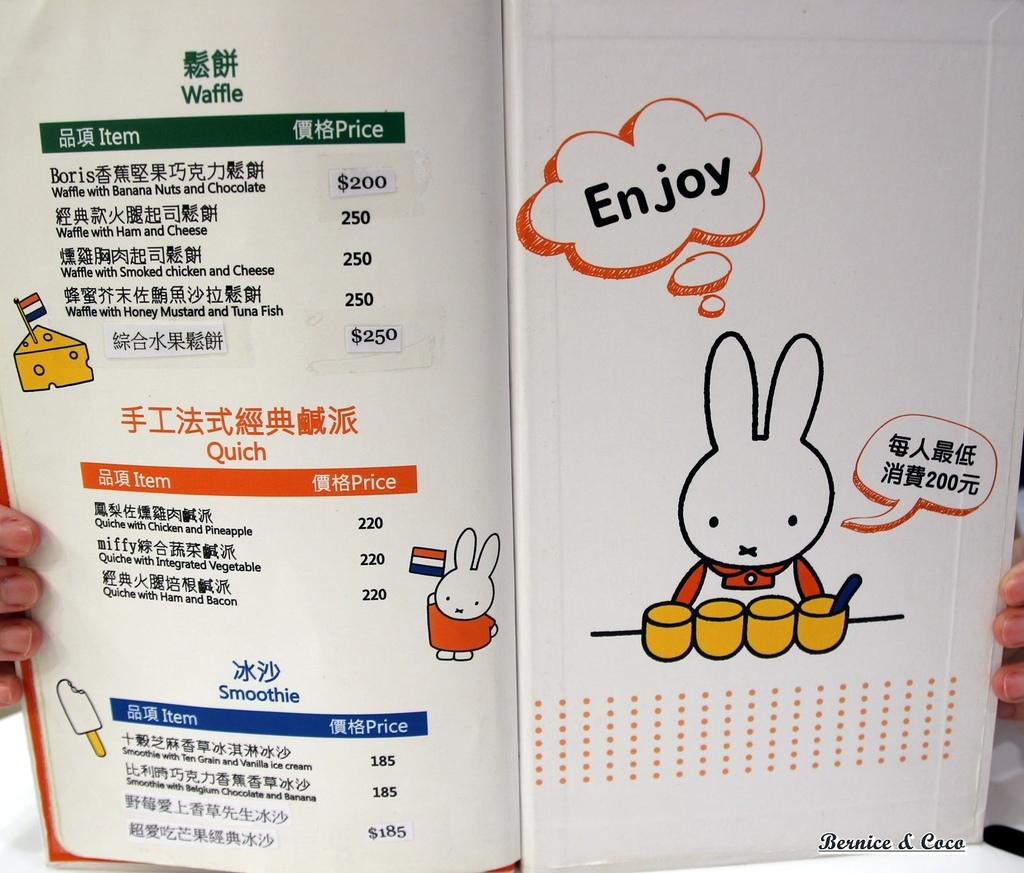 鬆餅
Waffle
品項 Item 價格Price
Boris香蕉堅果巧克力鬆餅 $200
Waffle with Banana Nuts and Chocolate
經典款火腿起司鬆餅 250
Waffle with Ham and Cheese
燻雞胸肉起司鬆餅 250
Waffle with Smoked chicken and Cheese
蜂蜜芥末佐鮪魚沙拉鬆餅 250
Waffle with Honey Mustard and Tuna Fish
綜合水果鬆餅 $250
手工法式經典鹹派
Quich
品項 Item 價格Price
鳳梨佐燻雞肉鹹派 220
Quiche with Chicken and Pineapple
miffy綜合蔬菜鹹派 220
Quiche with Integrated Vegetable
經典火腿培根鹹派 220
Quiche with Ham and Bacon
冰沙
Smoothie
品項 Item 價格Price
十穀芝麻香草冰淇淋冰沙 185
Smoothie with Ten Grain and Vanilla ice cream
比利時巧克力香蕉香草冰沙 185
Smoothie with Belgium Chocolate and Banana
野莓愛上香草先生冰沙
超愛吃芒果經典冰沙 $185
Enjoy
每人最低
消費200元
Bernice & Coco